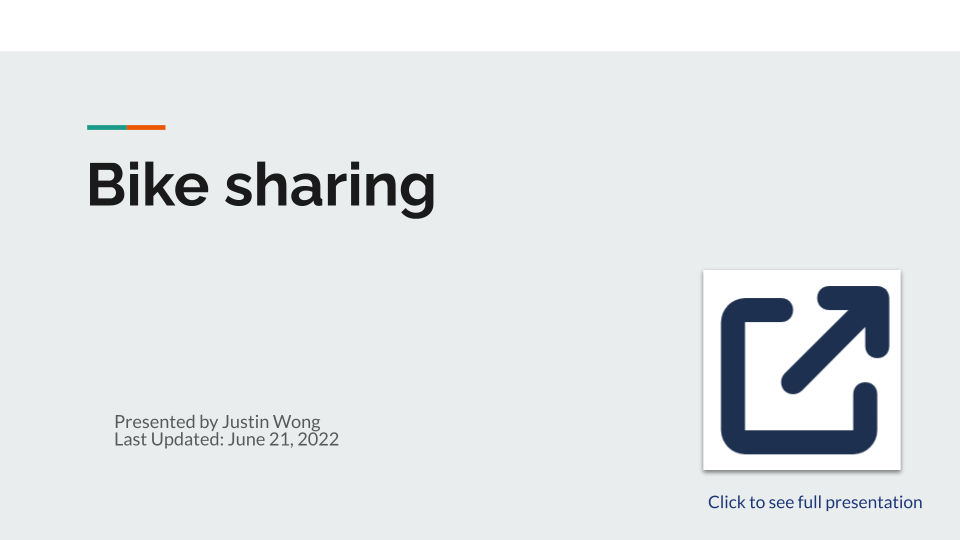 Bike sharing
Presented by Justin Wong
Last Updated: June 21, 2022
Click to see full presentation